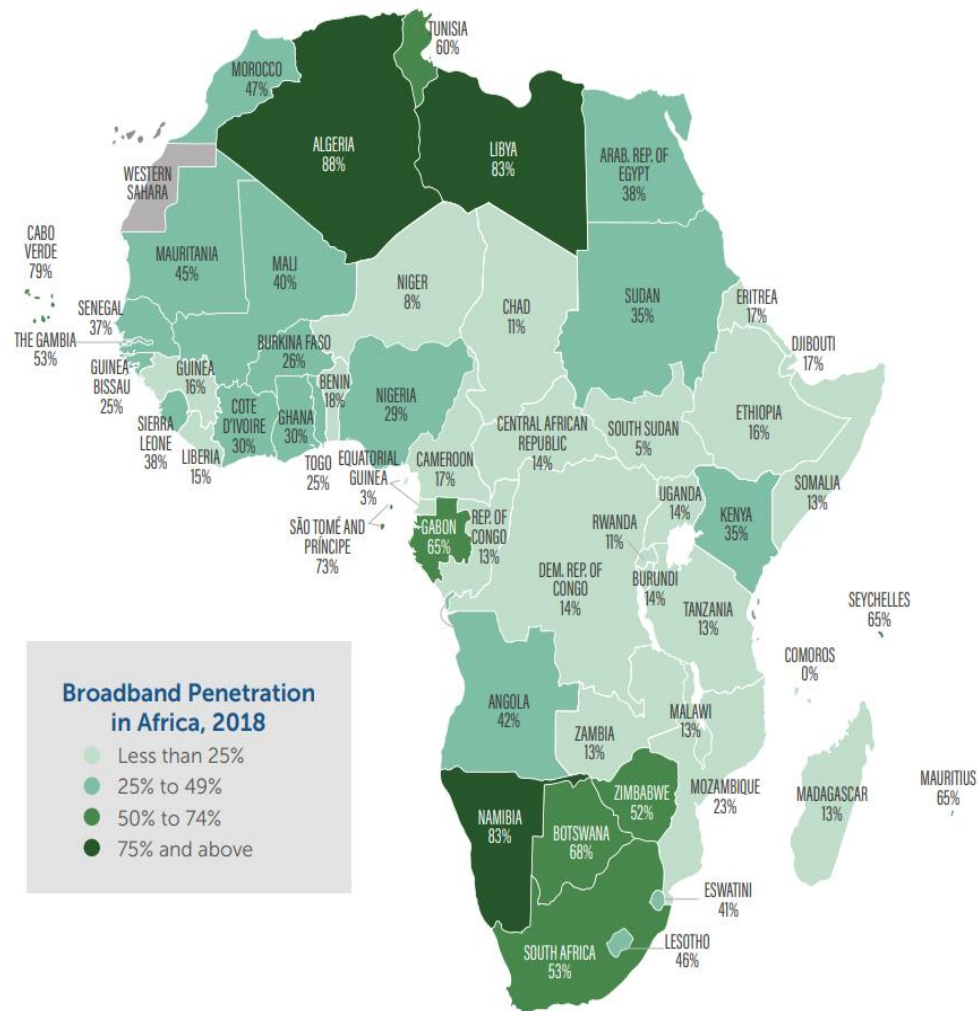 TUNISIA
60%
MOROCCO
47%
ALGERIA
88%
LIBYA
83%
ARAB. REP. OF
EGYPT
38%
WESTERN
SAHARA
CABO
VERDE
79%
MAURITANIA
45%
MALI
40%
NIGER
8%
CHAD
11%
SUDAN
35%
ERITREA
17%
SENEGAL
37%
THE GAMBIA
53%
DJIBOUTI
17%
GUINEA
BISSAU
25%
GUINEA
16%
BURKINA FASO
26%
BENIN
18%
NIGERIA
29%
SIERRA
LEONE
38%
LIBERIA
15%
COTE
D'IVOIRE
30%
GHANA
30%
TOGO
25%
EQUATORIAL
GUINEA
3%
CAMEROON
17%
CENTRAL AFRICAN
REPUBLIC
14%
SOUTH SUDAN
5%
ETHIOPIA
16%
SOMALIA
13%
SÃO TOMÉ AND
PRÍNCIPE
73%
GABON
65%
REP. OF
CONGO
13%
UGANDA
14%
KENYA
35%
RWANDA
11%
DEM. REP. OF
CONGO
14%
BURUNDI
14%
TANZANIA
13%
SEYCHELLES
65%
COMOROS
0%
ANGOLA
42%
ZAMBIA
13%
MALAWI
13%
MOZAMBIQUE
23%
MADAGASCAR
13%
MAURITIUS
65%
NAMIBIA
83%
ZIMBABWE
52%
BOTSWANA
68%
ESWATINI
41%
LESOTHO
46%
SOUTH AFRICA
53%
Broadband Penetration
in Africa, 2018
Less than 25%
25% to 49%
50% to 74%
75% and above